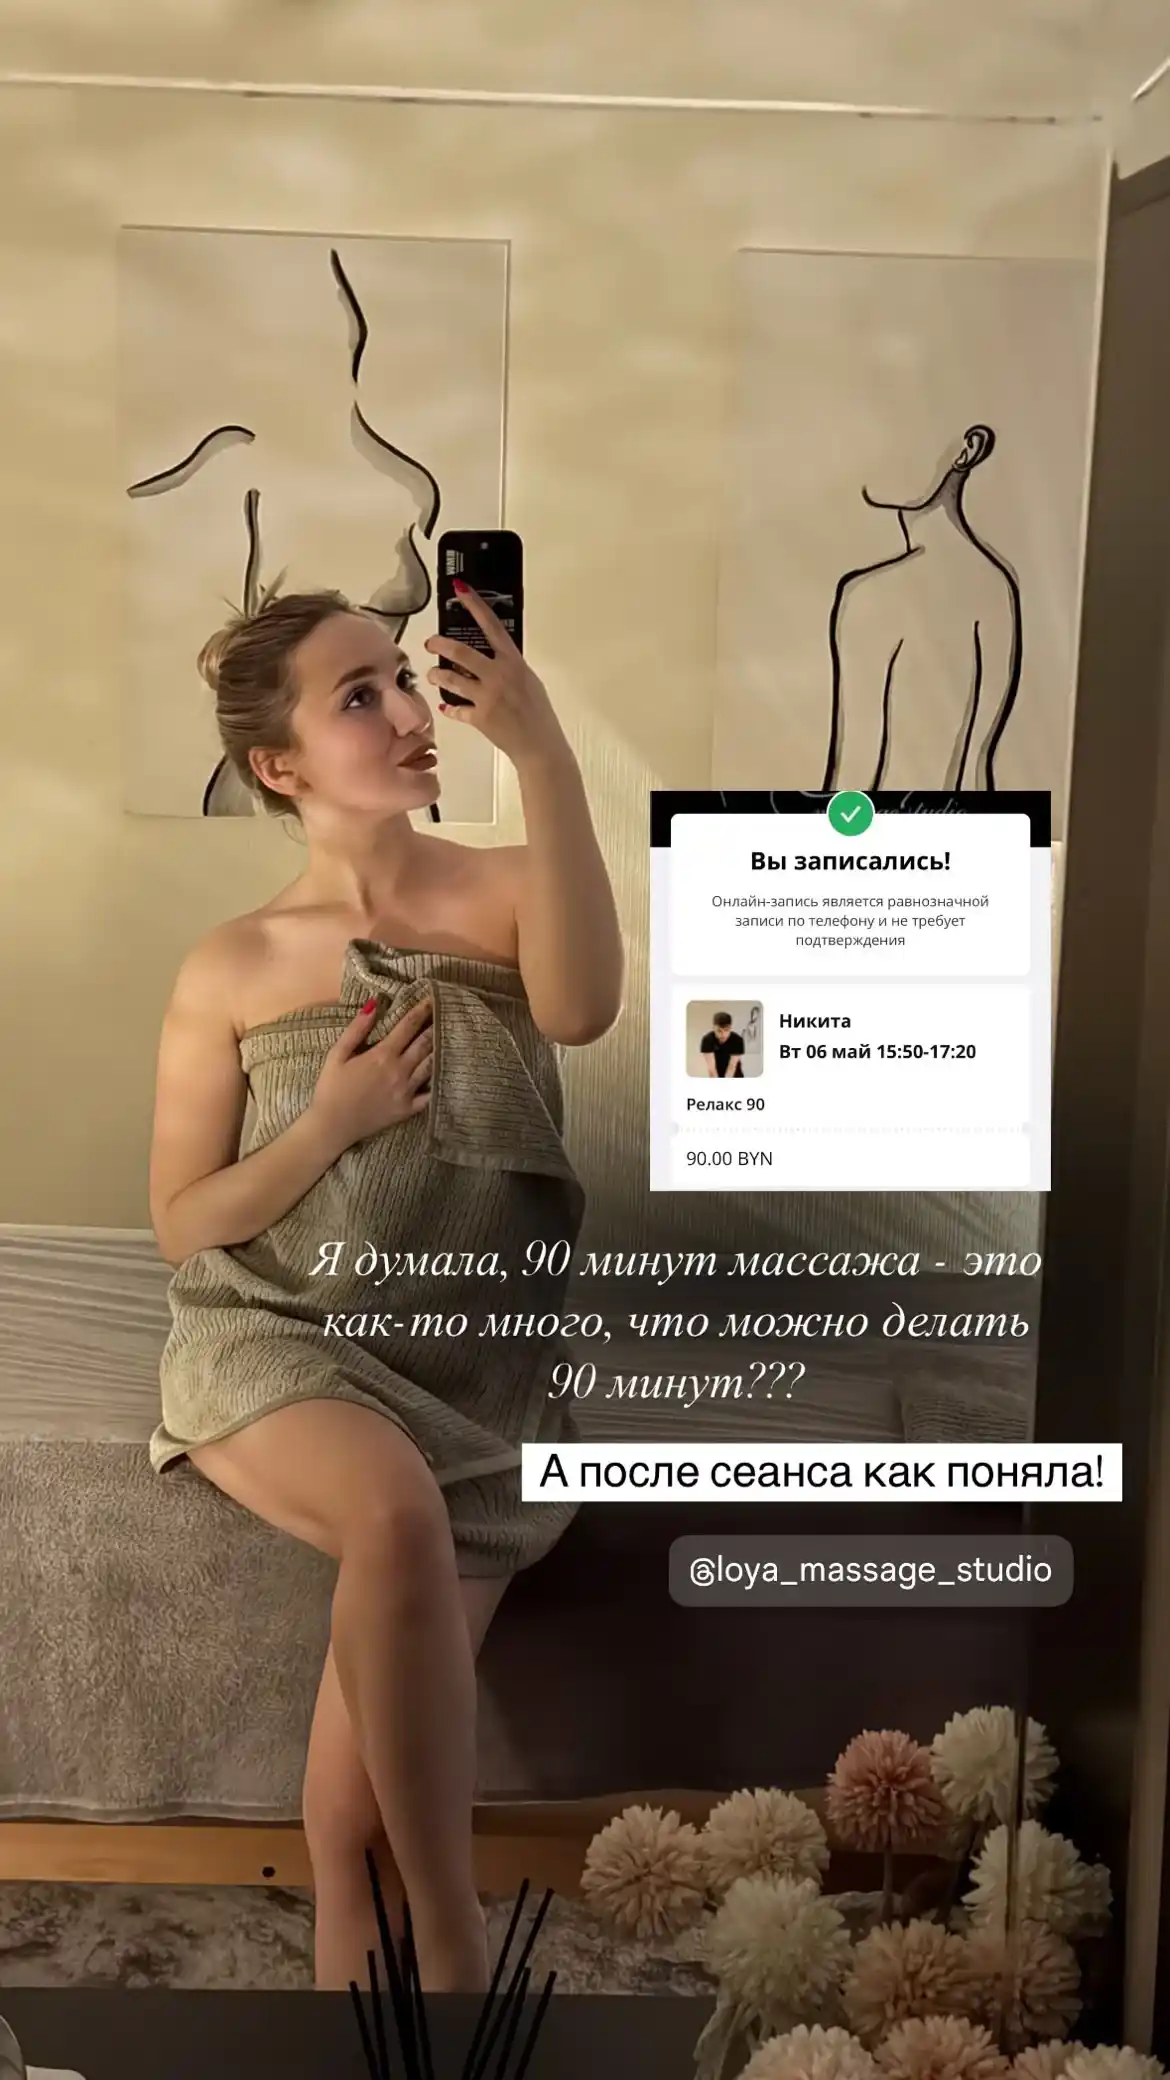 Вы записались!
Онлайн-запись является равнозначной
записи по телефону и не требует
подтверждения
Никита
Вт 06 май 15:50-17:20
Релакс 90
90.00 BYN
Я думала, 90 минут массажа - это
как-то много, что можно делать
90 минут???
А после сеанса как поняла!
@loya_massage_studio